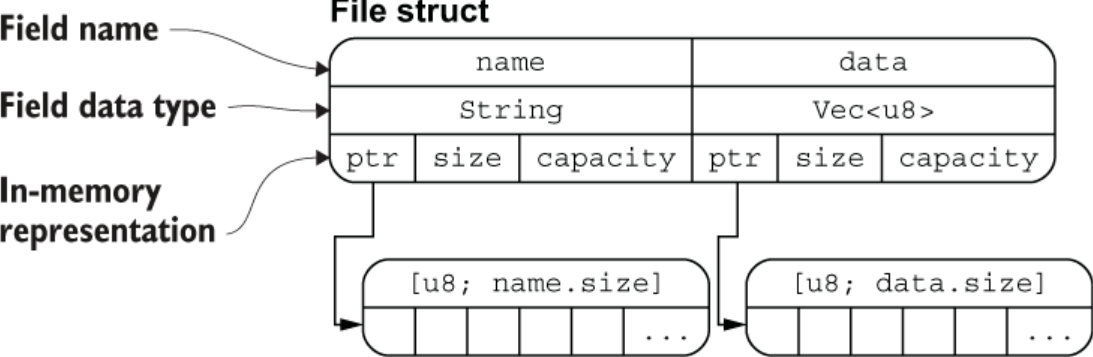 File struct
Field name
name data
Field data type
String Vec<u8>
ptr size capacity ptr size capacity
In-memory
representation
[u8; name.size] [u8; data.size]
... ...